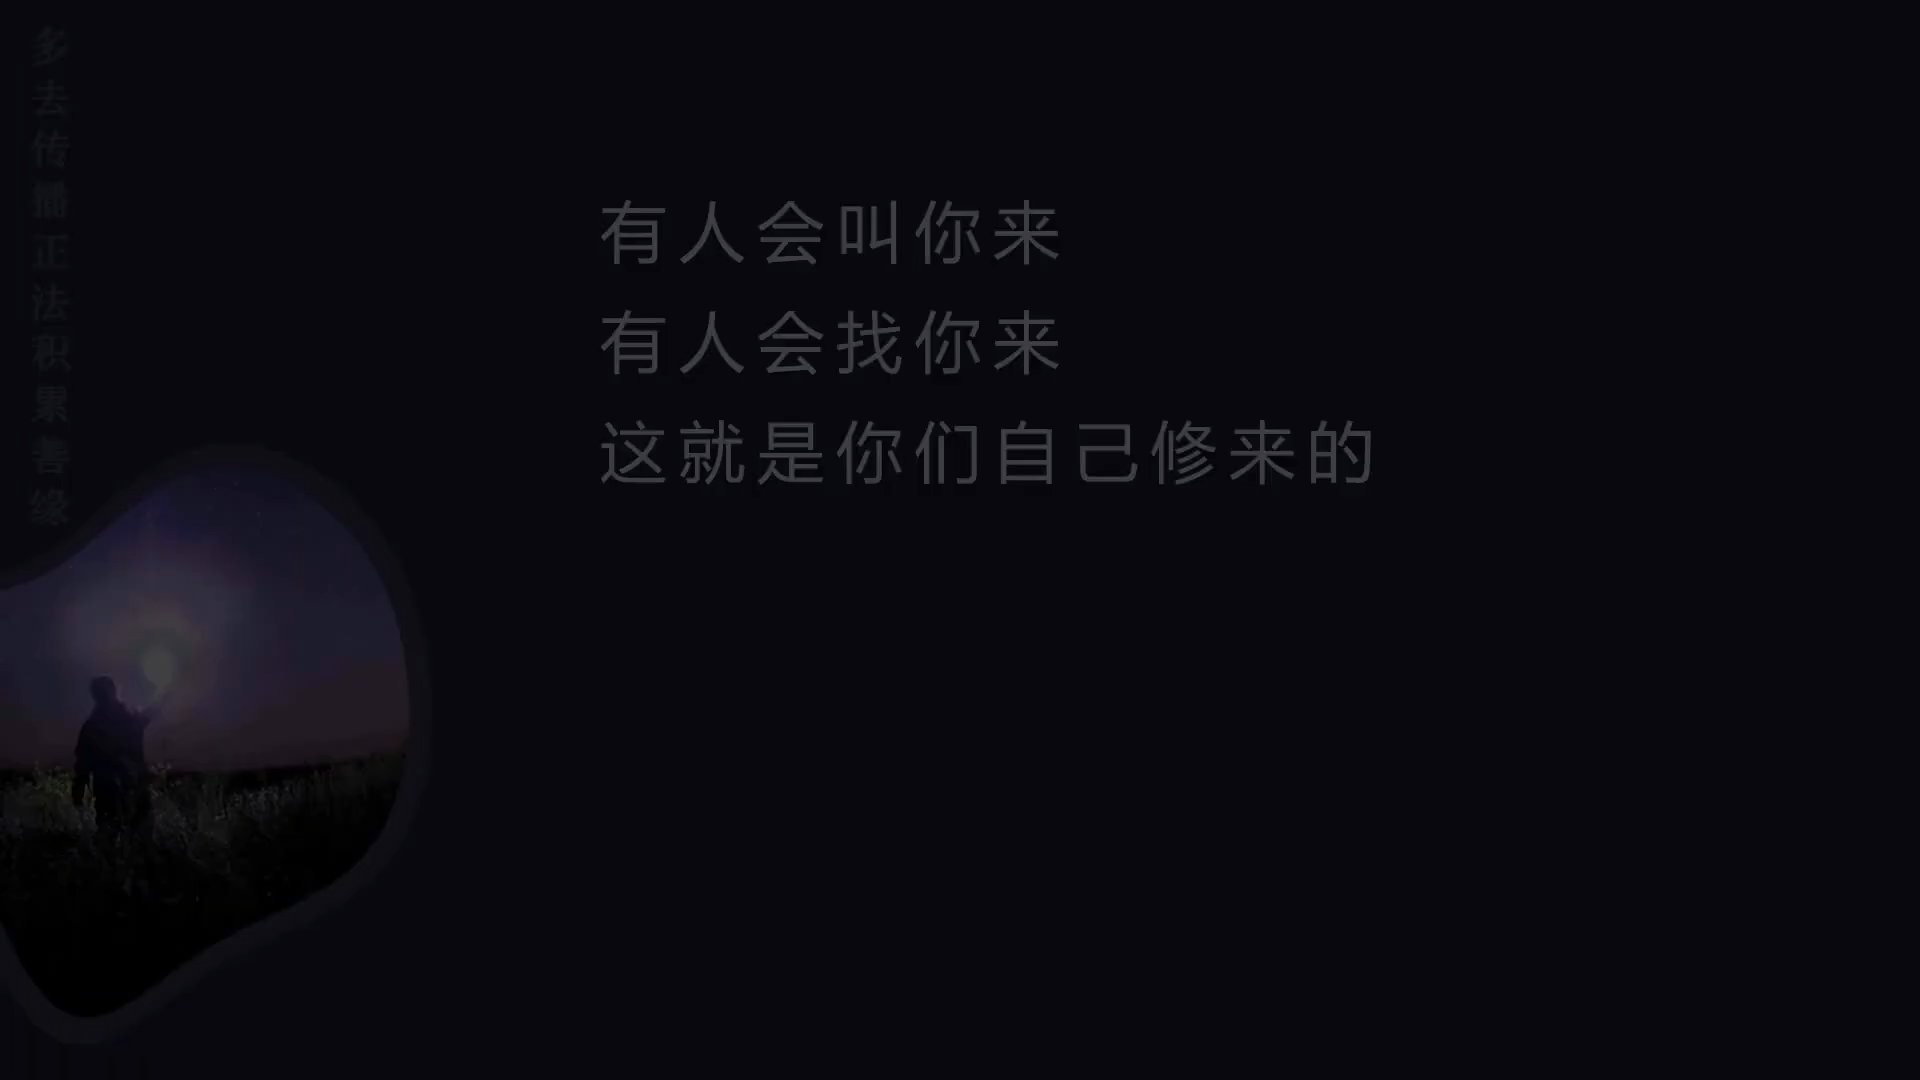 多去传播正法积累善缘
有人会叫你来
有人会找你来
这就是你们自己修来的